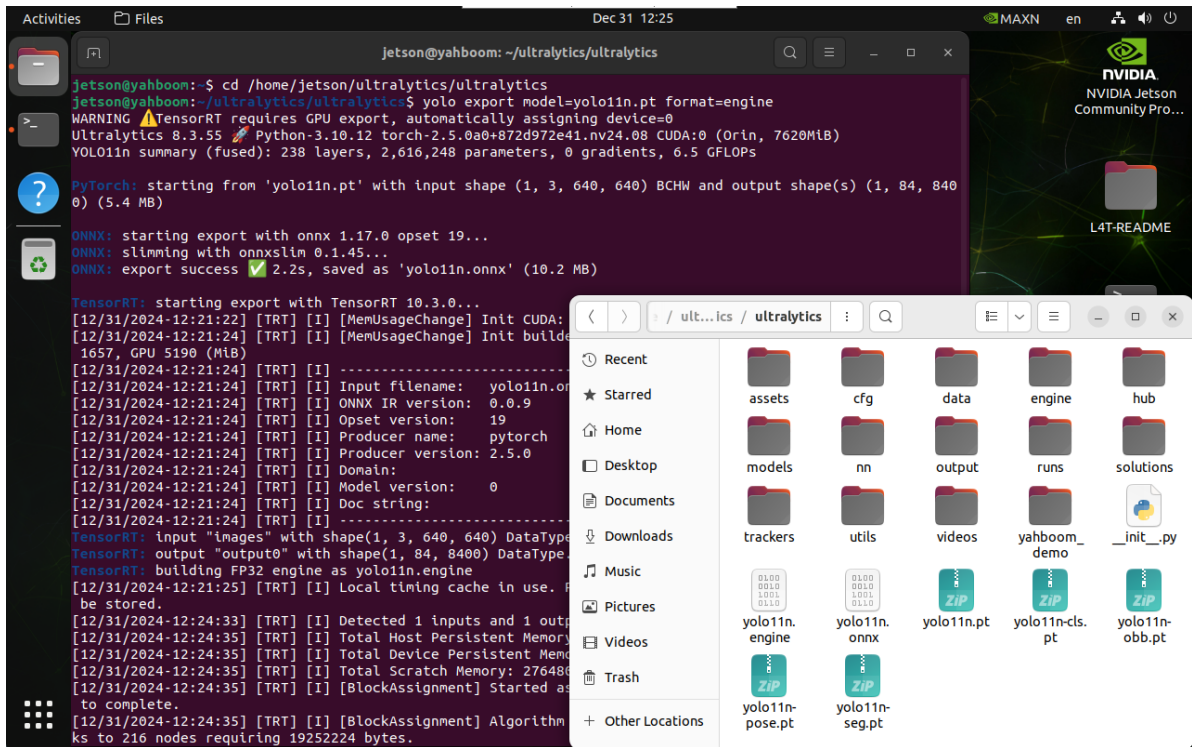 Activities
Files
Dec 31 12:25
MAXN
en
jetson@yahboom: ~/ultralytics/ultralytics
jetson@yahboom:~$ cd /home/jetson/ultralytics/ultralytics
jetson@yahboom:~/ultralytics/ultralytics$ yolo export model=yolo11n.pt format=engine
WARNING ⚠️TensorRT requires GPU export, automatically assigning device=0
Ultralytics 8.3.55 🚀 Python-3.10.12 torch-2.5.0a0+872d972e41.nv24.08 CUDA:0 (Orin, 7620MiB)
YOLO11n summary (fused): 238 layers, 2,616,248 parameters, 0 gradients, 6.5 GFLOPs
PyTorch: starting from 'yolo11n.pt' with input shape (1, 3, 640, 640) BCHW and output shape(s) (1, 84, 840
0) (5.4 MB)
ONNX: starting export with onnx 1.17.0 opset 19...
ONNX: slimming with onnxslim 0.1.45...
ONNX: export success ✅ 2.2s, saved as 'yolo11n.onnx' (10.2 MB)
TensorRT: starting export with TensorRT 10.3.0...
[12/31/2024-12:21:22] [TRT] [I] [MemUsageChange] Init CUDA:
[12/31/2024-12:21:24] [TRT] [I] [MemUsageChange] Init builde
1657, GPU 5190 (MiB)
[12/31/2024-12:21:24] [TRT] [I] ----------------------------
[12/31/2024-12:21:24] [TRT] [I] Input filename:   yolo11n.on
[12/31/2024-12:21:24] [TRT] [I] ONNX IR version:  0.0.9
[12/31/2024-12:21:24] [TRT] [I] Opset version:    19
[12/31/2024-12:21:24] [TRT] [I] Producer name:    pytorch
[12/31/2024-12:21:24] [TRT] [I] Producer version: 2.5.0
[12/31/2024-12:21:24] [TRT] [I] Domain:
[12/31/2024-12:21:24] [TRT] [I] Model version:    0
[12/31/2024-12:21:24] [TRT] [I] Doc string:
[12/31/2024-12:21:24] [TRT] [I] ----------------------------
TensorRT: input "images" with shape(1, 3, 640, 640) DataType
TensorRT: output "output0" with shape(1, 84, 8400) DataType.
TensorRT: building FP32 engine as yolo11n.engine
[12/31/2024-12:21:25] [TRT] [I] Local timing cache in use.
be stored.
[12/31/2024-12:24:33] [TRT] [I] Detected 1 inputs and 1 outp
[12/31/2024-12:24:35] [TRT] [I] Total Host Persistent Memory
[12/31/2024-12:24:35] [TRT] [I] Total Device Persistent Memo
[12/31/2024-12:24:35] [TRT] [I] Total Scratch Memory: 276480
[12/31/2024-12:24:35] [TRT] [I] [BlockAssignment] Started as
to complete.
[12/31/2024-12:24:35] [TRT] [I] [BlockAssignment] Algorithm
ks to 216 nodes requiring 19252224 bytes.
NVIDIA.
NVIDIA Jetson
Community Pro...
L4T-README
/ ult...ics / ultralytics
Recent
Starred
Home
Desktop
Documents
Downloads
Music
Pictures
Videos
Trash
+ Other Locations
assets
cfg
data
engine
hub
models
nn
output
runs
solutions
trackers
utils
videos
yahboom_
demo
__init__.py
0100
0010
1001
0110
0100
0010
1001
0110
ZiP
ZiP
ZiP
yolo11n.
engine
yolo11n.
onnx
yolo11n.pt
yolo11n-cls.
pt
yolo11n-
obb.pt
ZiP
ZiP
yolo11n-
pose.pt
yolo11n-
seg.pt